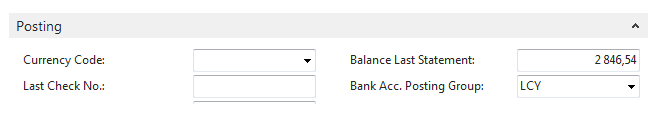 Posting
Currency Code:
Balance Last Statement: 2 846,54
Last Check No.:
Bank Acc. Posting Group: LCY